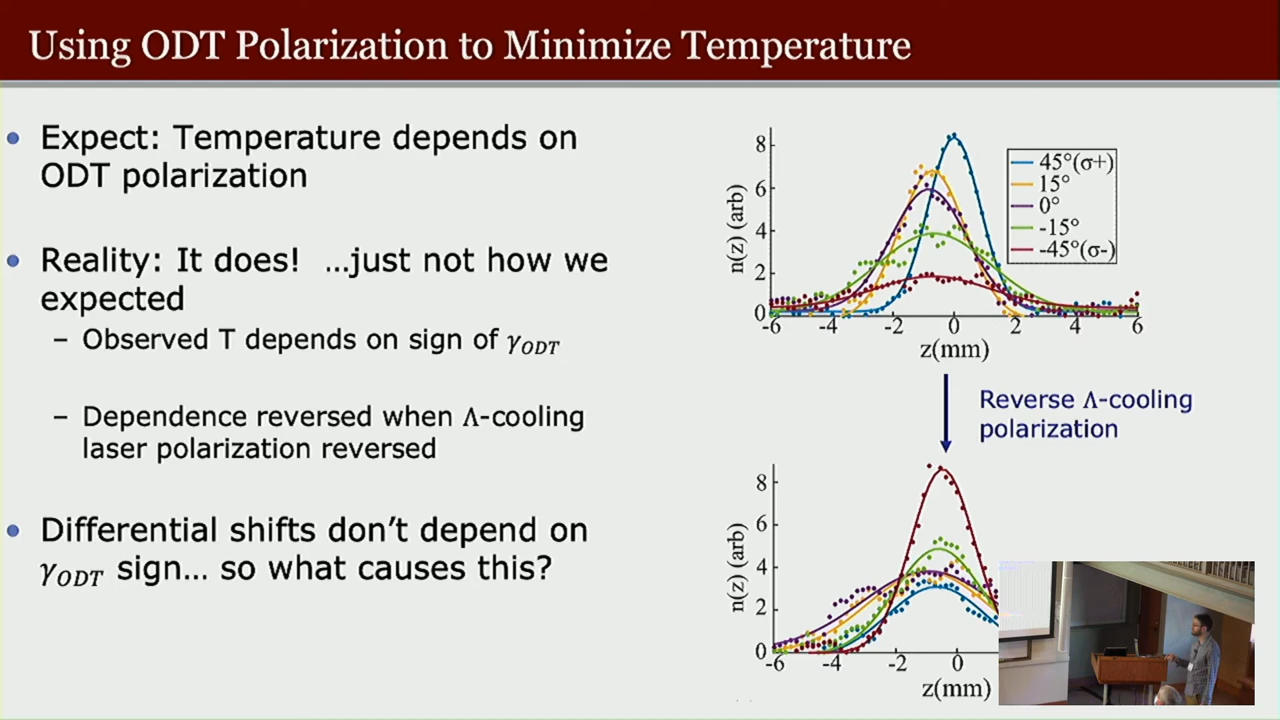 Using ODT Polarization to Minimize Temperature
• Expect: Temperature depends on
ODT polarization
• Reality: It does! …just not how we
expected
– Observed T depends on sign of γ_ODT
– Dependence reversed when Λ-cooling
laser polarization reversed
• Differential shifts don’t depend on
γ_ODT sign… so what causes this?
8
6
4
2
0
n(z) (arb)
-6 -4 -2 0 2 4 6
z(mm)
45°(σ+)
15°
0°
-15°
-45°(σ-)
Reverse Λ-cooling
polarization
8
6
4
2
0
n(z) (arb)
-6 -4 -2 0
z(mm)